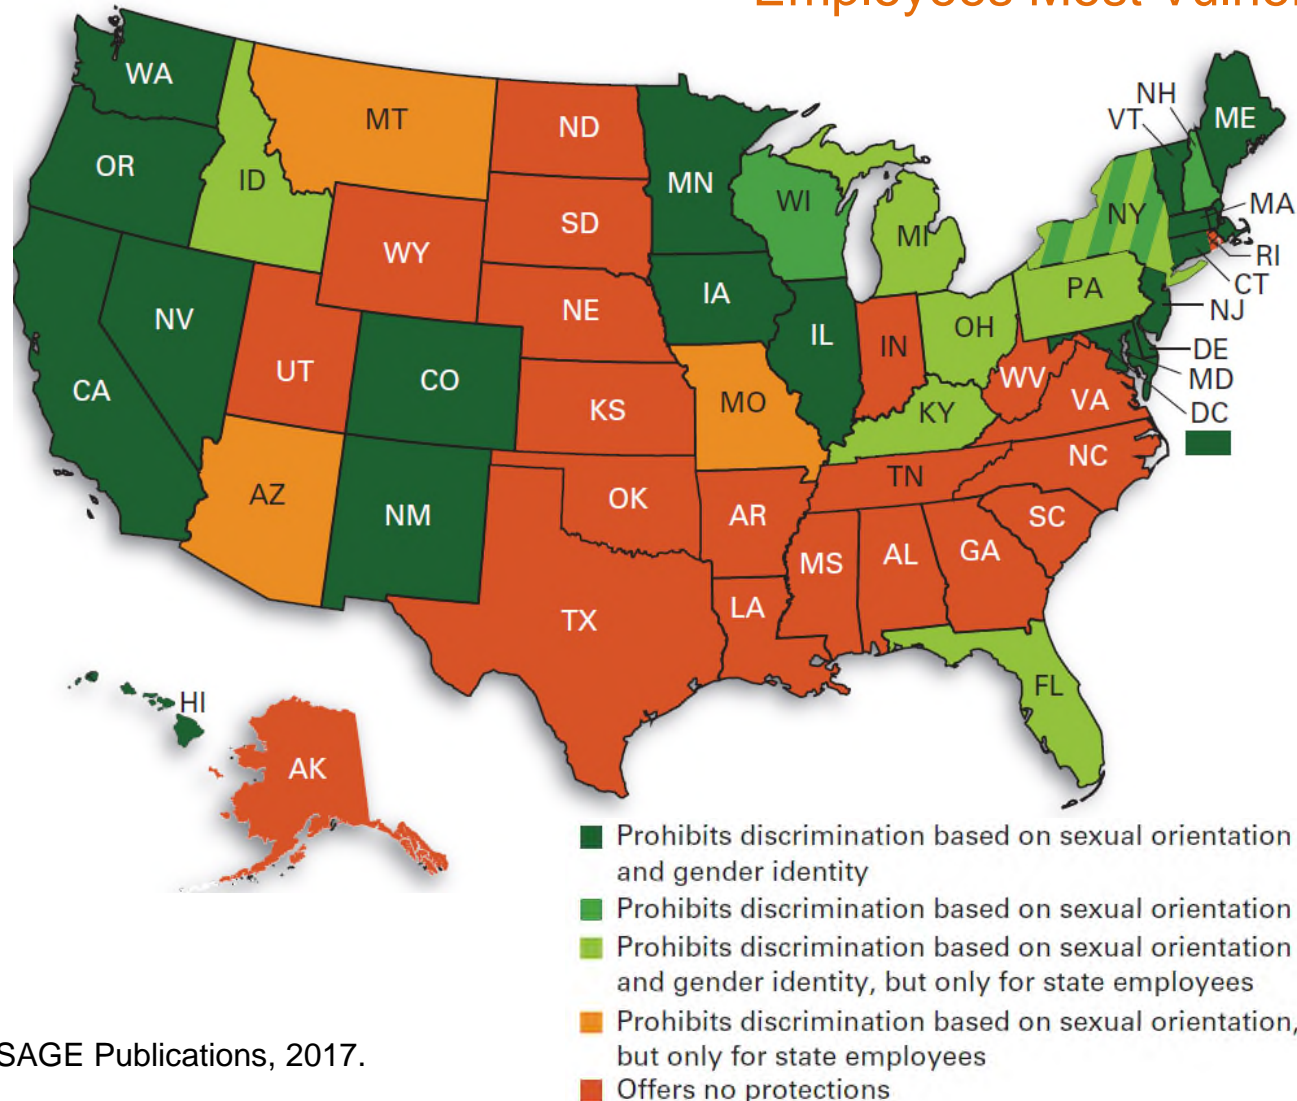 Employees Most Vulner
WA
MT
ND
MN
OR
ID
SD
WI
MI
WY
NE
IA
NV
UT
CO
CA
KS
MO
IL
IN
OH
PA
NY
VT
NH
ME
MA
RI
CT
NJ
DE
MD
DC
WV
VA
KY
NC
TN
SC
AZ
NM
OK
AR
MS
AL
GA
LA
TX
FL
HI
AK
Prohibits discrimination based on sexual orientation
and gender identity
Prohibits discrimination based on sexual orientation
Prohibits discrimination based on sexual orientation
and gender identity, but only for state employees
Prohibits discrimination based on sexual orientation,
but only for state employees
Offers no protections
SAGE Publications, 2017.